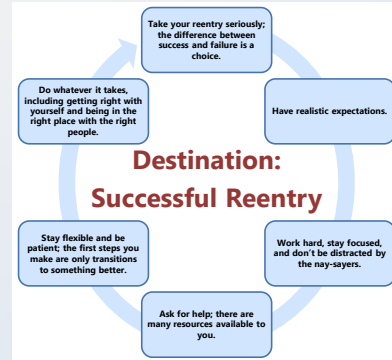 Take your reentry seriously;
the difference between
success and failure is a
choice.
Have realistic expectations.
Work hard, stay focused,
and don't be distracted by
the nay-sayers.
Ask for help; there are
many resources available to
you.
Stay flexible and be
patient; the first steps you
make are only transitions
to something better.
Do whatever it takes,
including getting right with
yourself and being in the
right place with the right
people.
Destination:
Successful Reentry